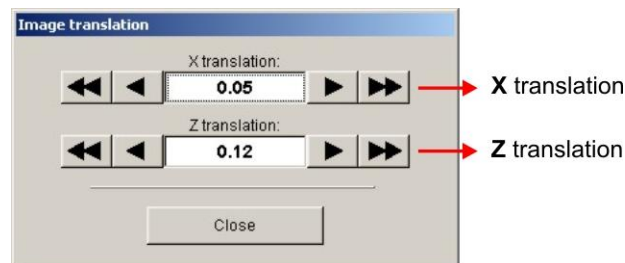 Image translation
X translation:
0.05
X translation
Z translation:
0.12
Z translation
Close